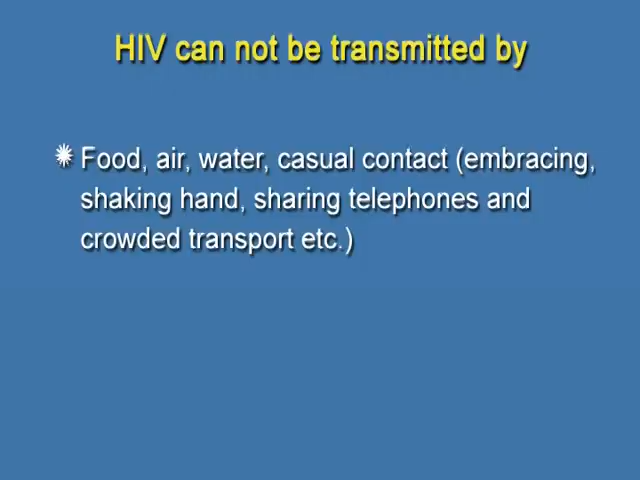 HIV can not be transmitted by
Food, air, water, casual contact (embracing,
shaking hand, sharing telephones and
crowded transport etc.)